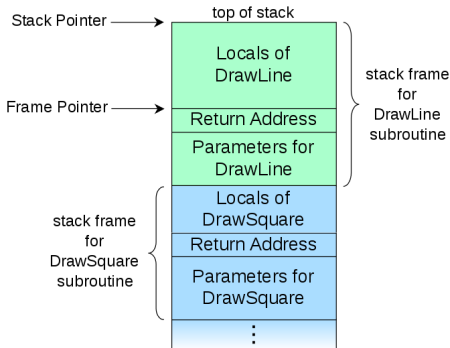 top of stack
Stack Pointer
Locals of
DrawLine
Frame Pointer
Return Address
Parameters for
DrawLine
stack frame
for
DrawLine
subroutine
Locals of
DrawSquare
Return Address
Parameters for
DrawSquare
stack frame
for
DrawSquare
subroutine
⋮